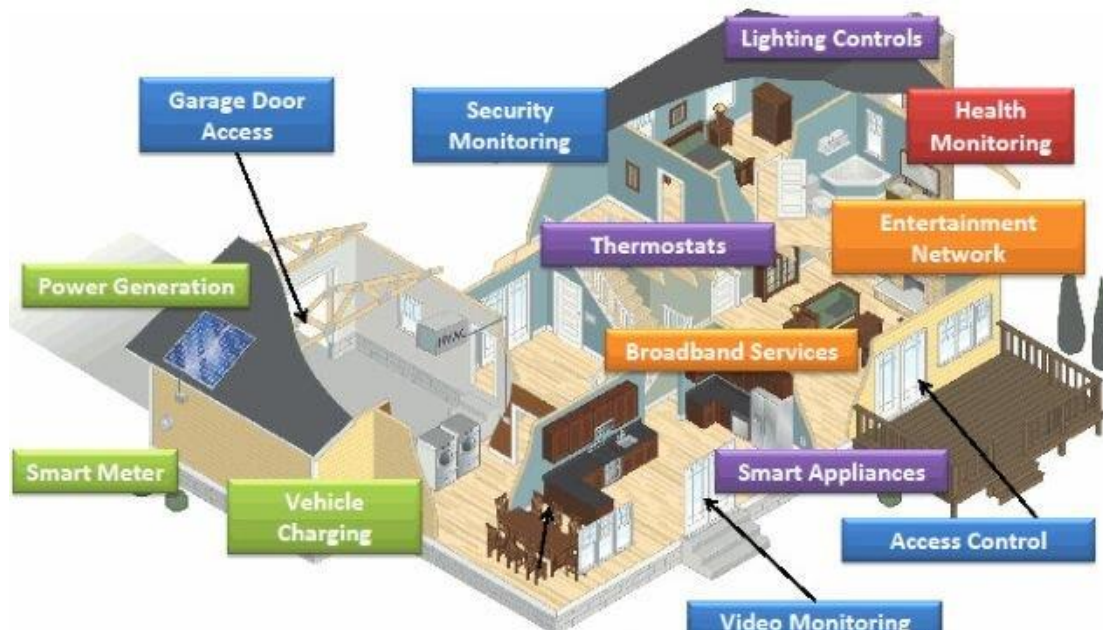 Lighting Controls
Garage Door
Access
Security
Monitoring
Health
Monitoring
Entertainment
Network
Thermostats
Power Generation
HVAC
Broadband Services
Smart Meter
Smart Appliances
Vehicle
Charging
Access Control
Video Monitoring